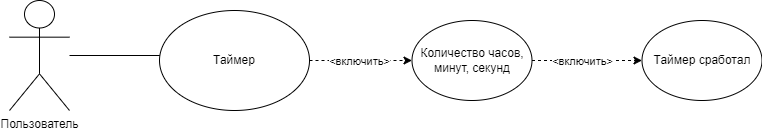 Таймер
<включить>
Количество часов,
минут, секунд
<включить>
Таймер сработал
Пользователь